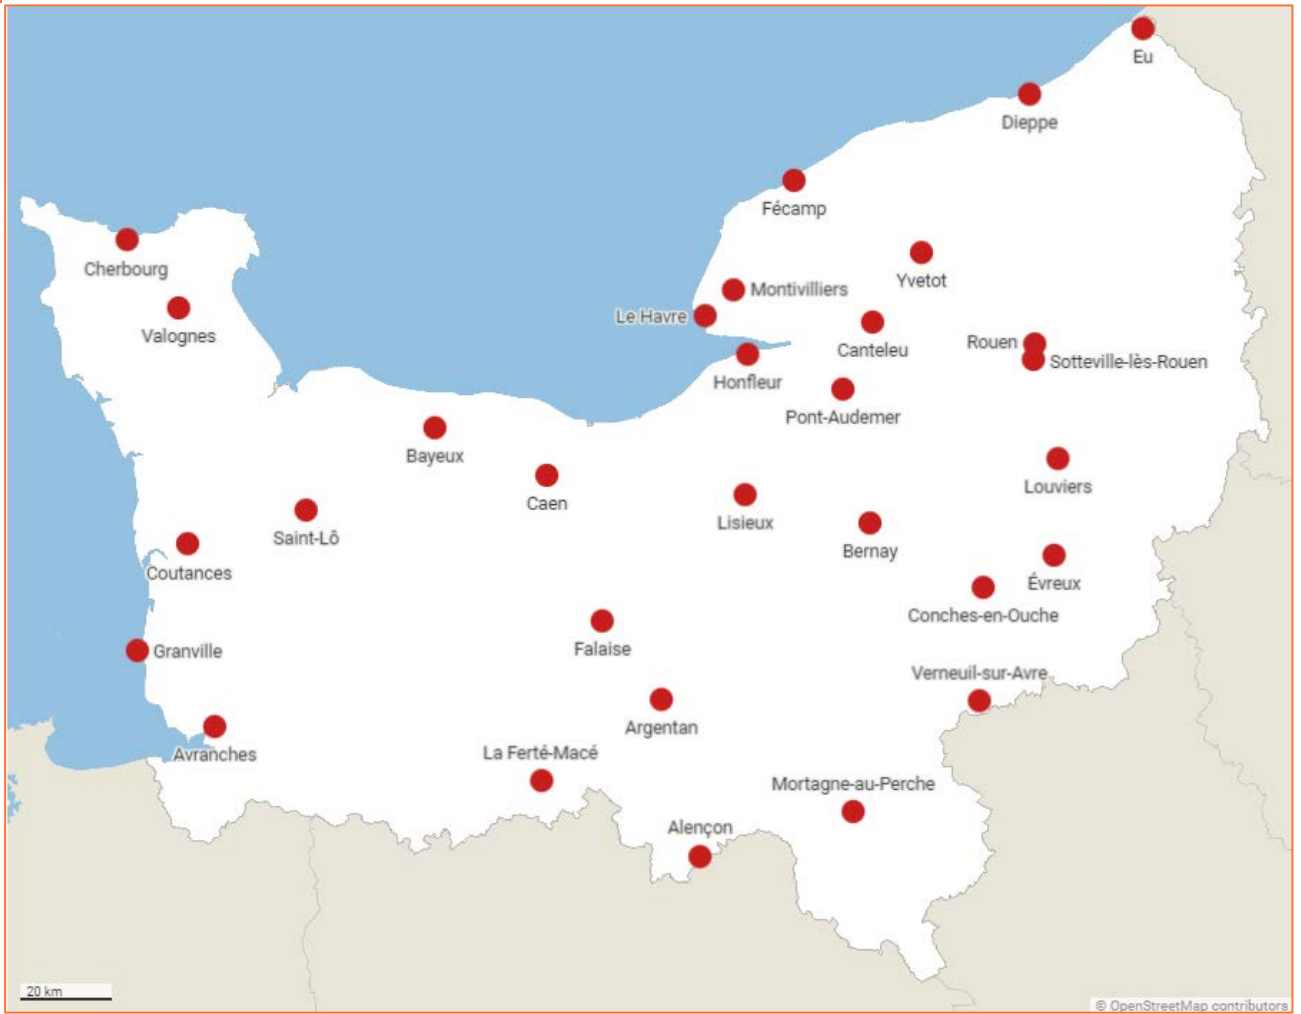 Eu
Dieppe
Fécamp
Cherbourg
Yvetot
Montivilliers
Valognes
Le Havre
Canteleu
Rouen
Sotteville-lès-Rouen
Honfleur
Pont-Audemer
Bayeux
Caen
Louviers
Lisieux
Saint-Lô
Bernay
Coutances
Évreux
Conches-en-Ouche
Falaise
Granville
Verneuil-sur-Avre
Argentan
Avranches
La Ferté-Macé
Mortagne-au-Perche
Alençon
20 km
© OpenStreetMap contributors